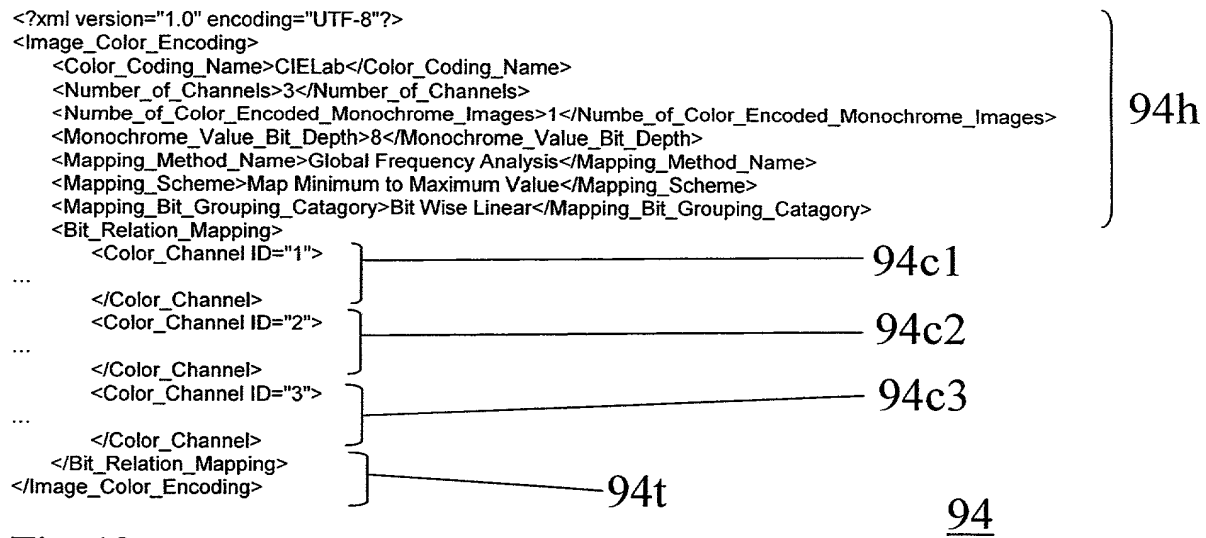 <?xml version="1.0" encoding="UTF-8"?>
<Image_Color_Encoding>
<Color_Coding_Name>CIELab</Color_Coding_Name>
<Number_of_Channels>3</Number_of_Channels>
<Numbe_of_Color_Encoded_Monochrome_Images>1</Numbe_of_Color_Encoded_Monochrome_Images>
94h
<Monochrome_Value_Bit_Depth>8</Monochrome_Value_Bit_Depth>
<Mapping_Method_Name>Global Frequency Analysis</Mapping_Method_Name>
<Mapping_Scheme>Map Minimum to Maximum Value</Mapping_Scheme>
<Mapping_Bit_Grouping_Catagory>Bit Wise Linear</Mapping_Bit_Grouping_Catagory>
<Bit_Relation_Mapping>
<Color_Channel ID="1">
94c1
...
</Color_Channel>
<Color_Channel ID="2">
94c2
...
</Color_Channel>
<Color_Channel ID="3">
94c3
...
</Color_Channel>
</Bit_Relation_Mapping>
</Image_Color_Encoding>
94t
94